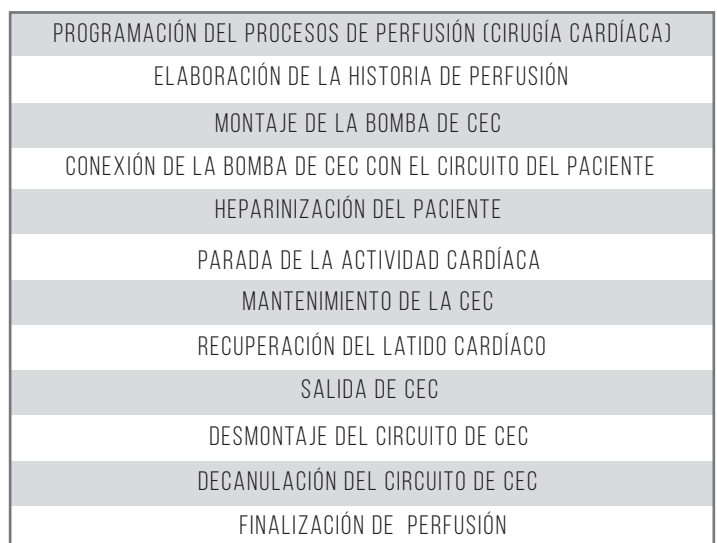 PROGRAMACIÓN DEL PROCESOS DE PERFUSIÓN (CIRUGÍA CARDÍACA)
ELABORACIÓN DE LA HISTORIA DE PERFUSIÓN
MONTAJE DE LA BOMBA DE CEC
CONEXIÓN DE LA BOMBA DE CEC CON EL CIRCUITO DEL PACIENTE
HEPARINIZACIÓN DEL PACIENTE
PARADA DE LA ACTIVIDAD CARDÍACA
MANTENIMIENTO DE LA CEC
RECUPERACIÓN DEL LATIDO CARDÍACO
SALIDA DE CEC
DESMONTAJE DEL CIRCUITO DE CEC
DECANULACIÓN DEL CIRCUITO DE CEC
FINALIZACIÓN DE PERFUSIÓN